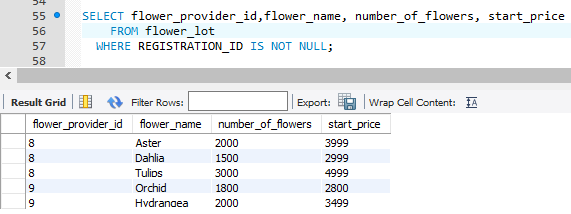 55 SELECT flower_provider_id,flower_name, number_of_flowers, start_price
56 FROM flower_lot
57 WHERE REGISTRATION_ID IS NOT NULL;
58
Result Grid Filter Rows: Export: Wrap Cell Content: IA
flower_provider_id flower_name number_of_flowers start_price
8 Aster 2000 3999
8 Dahlia 1500 2999
8 Tulips 3000 4999
9 Orchid 1800 2800
9 Hydrangea 2000 3499